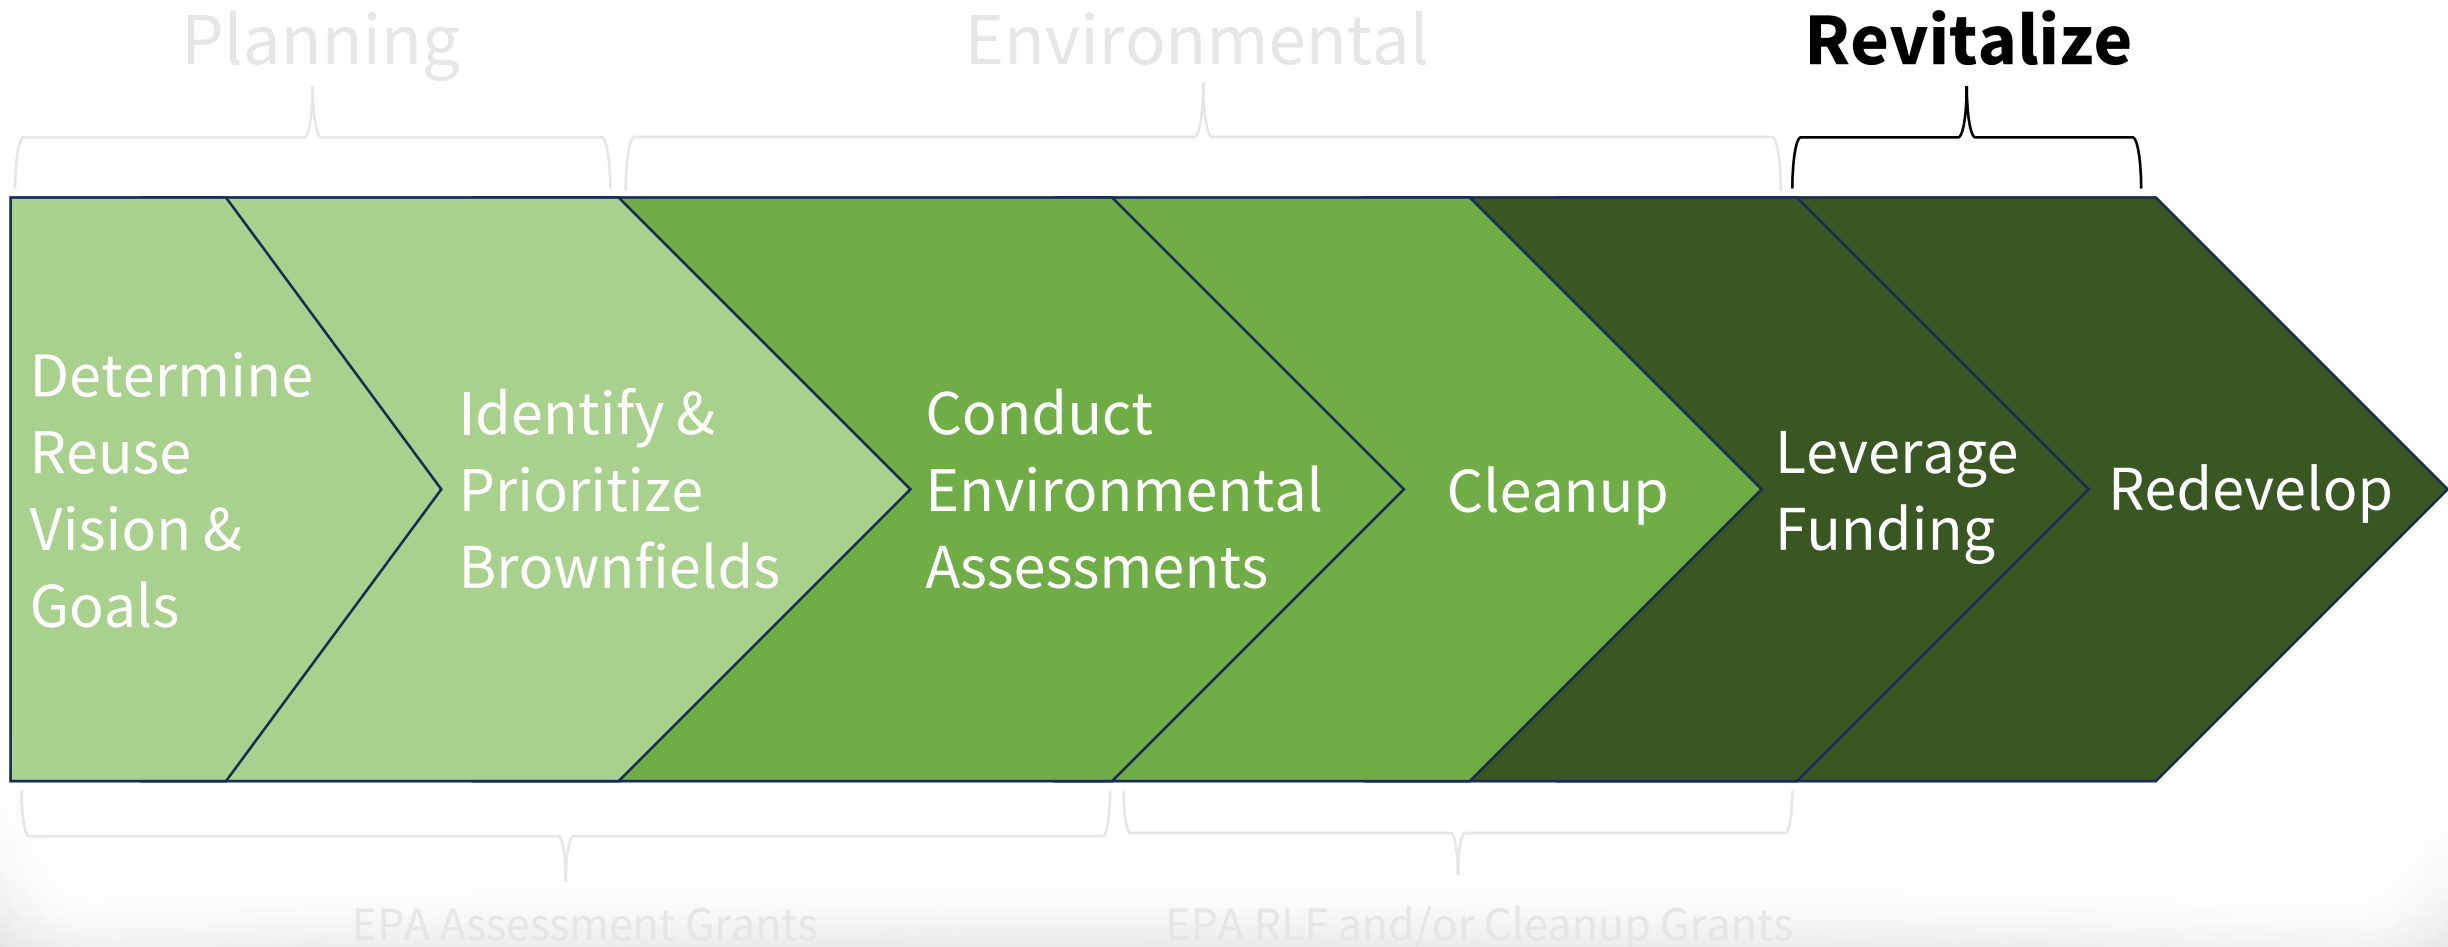 Planning
Environmental
Revitalize
Determine
Reuse
Vision &
Goals
Identify &
Prioritize
Brownfields
Conduct
Environmental
Assessments
Cleanup
Leverage
Funding
Redevelop
EPA Assessment Grants
EPA RLF and/or Cleanup Grants